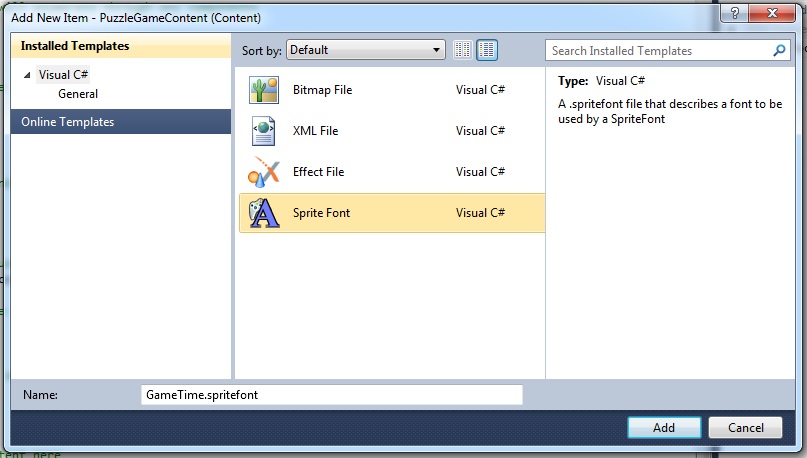 Add New Item - PuzzleGameContent (Content)
?
Installed Templates
Visual C#
General
Online Templates
Sort by: Default
Search Installed Templates
Bitmap File Visual C#
XML File Visual C#
Effect File Visual C#
Sprite Font Visual C#
Type: Visual C#
A .spritefont file that describes a font to be
used by a SpriteFont
Name: GameTime.spritefont
Add Cancel